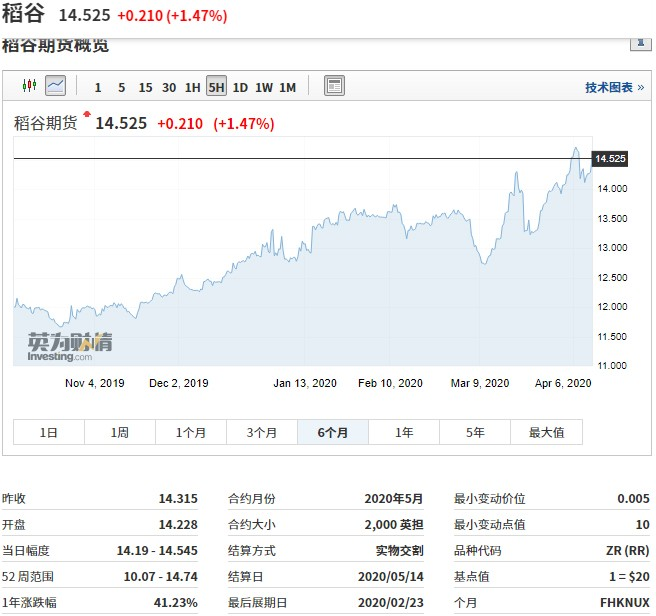 稻谷 14.525 +0.210 (+1.47%)
稻谷期货概览
1 5 15 30 1H 5H 1D 1W 1M 技术图表 »
稻谷期货 14.525 +0.210 (+1.47%)
14.525
14.000
13.500
13.000
12.500
12.000
11.500
11.000
英为财情
Investing.com
Nov 4, 2019 Dec 2, 2019 Jan 13, 2020 Feb 10, 2020 Mar 9, 2020 Apr 6, 2020
1日 1周 1个月 3个月 6个月 1年 5年 最大值
昨收 14.315 合约月份 2020年5月 最小变动价位 0.005
开盘 14.228 合约大小 2,000 英担 最小变动点值 10
当日幅度 14.19 - 14.545 结算方式 实物交割 品种代码 ZR (RR)
52 周范围 10.07 - 14.74 结算日 2020/05/14 基点值 1 = $20
1年涨跌幅 41.23% 最后展期日 2020/02/23 个月 FHKNUX